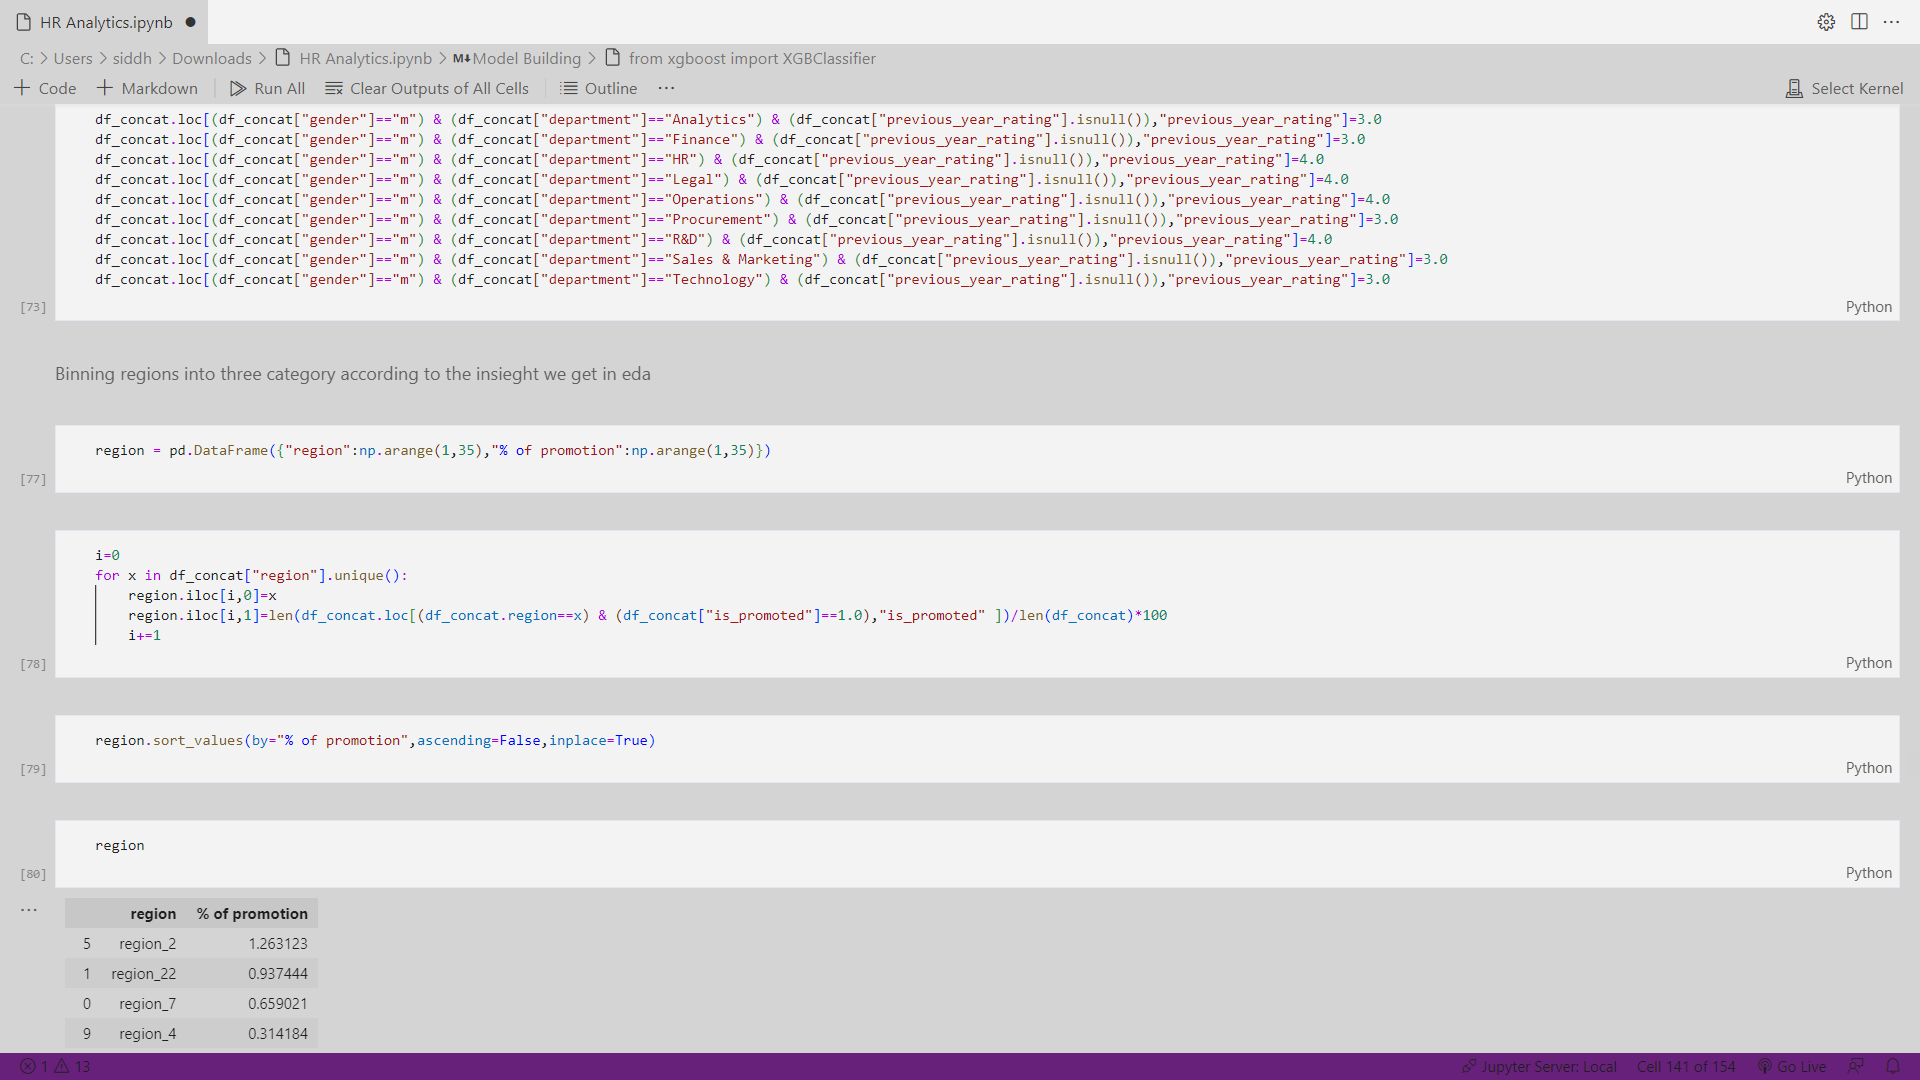 HR Analytics.ipynb
C: Users siddh Downloads HR Analytics.ipynb M↓ Model Building from xgboost import XGBClassifier
+ Code + Markdown Run All Clear Outputs of All Cells Outline ··· Select Kernel
df_concat.loc[(df_concat["gender"]=="m") & (df_concat["department"]=="Analytics") & (df_concat["previous_year_rating"].isnull()),"previous_year_rating"]=3.0
df_concat.loc[(df_concat["gender"]=="m") & (df_concat["department"]=="Finance") & (df_concat["previous_year_rating"].isnull()),"previous_year_rating"]=3.0
df_concat.loc[(df_concat["gender"]=="m") & (df_concat["department"]=="HR") & (df_concat["previous_year_rating"].isnull()),"previous_year_rating"]=4.0
df_concat.loc[(df_concat["gender"]=="m") & (df_concat["department"]=="Legal") & (df_concat["previous_year_rating"].isnull()),"previous_year_rating"]=4.0
df_concat.loc[(df_concat["gender"]=="m") & (df_concat["department"]=="Operations") & (df_concat["previous_year_rating"].isnull()),"previous_year_rating"]=4.0
df_concat.loc[(df_concat["gender"]=="m") & (df_concat["department"]=="Procurement") & (df_concat["previous_year_rating"].isnull()),"previous_year_rating"]=3.0
df_concat.loc[(df_concat["gender"]=="m") & (df_concat["department"]=="R&D") & (df_concat["previous_year_rating"].isnull()),"previous_year_rating"]=4.0
df_concat.loc[(df_concat["gender"]=="m") & (df_concat["department"]=="Sales & Marketing") & (df_concat["previous_year_rating"].isnull()),"previous_year_rating"]=3.0
df_concat.loc[(df_concat["gender"]=="m") & (df_concat["department"]=="Technology") & (df_concat["previous_year_rating"].isnull()),"previous_year_rating"]=3.0
[73] Python
Binning regions into three category according to the insieght we get in eda
region = pd.DataFrame({"region":np.arange(1,35),"% of promotion":np.arange(1,35)})
[77] Python
i=0
for x in df_concat["region"].unique():
region.iloc[i,0]=x
region.iloc[i,1]=len(df_concat.loc[(df_concat.region==x) & (df_concat["is_promoted"]==1.0),"is_promoted" ])/len(df_concat)*100
i+=1
[78] Python
region.sort_values(by="% of promotion",ascending=False,inplace=True)
[79] Python
region
[80] Python
region % of promotion
5 region_2 1.263123
1 region_22 0.937444
0 region_7 0.659021
9 region_4 0.314184
1 13 Jupyter Server: Local Cell 141 of 154 Go Live